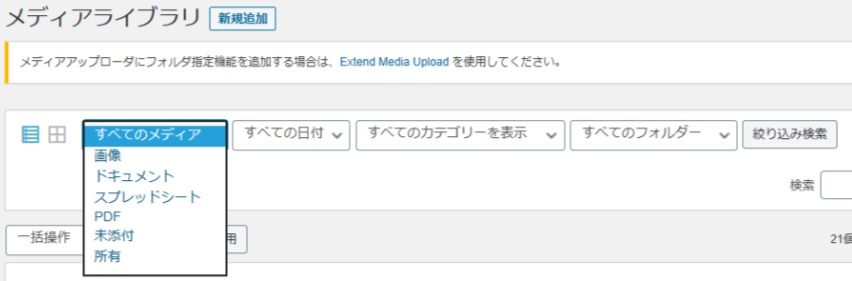 メディアライブラリ 新規追加
メディアアップローダにフォルダ指定機能を追加する場合は、Extend Media Upload を使用してください。
すべてのメディア すべての日付 すべてのカテゴリーを表示 すべてのフォルダー 絞り込み検索
画像
ドキュメント
スプレッドシート
検索
PDF
未添付
一括操作 用 21個
所有